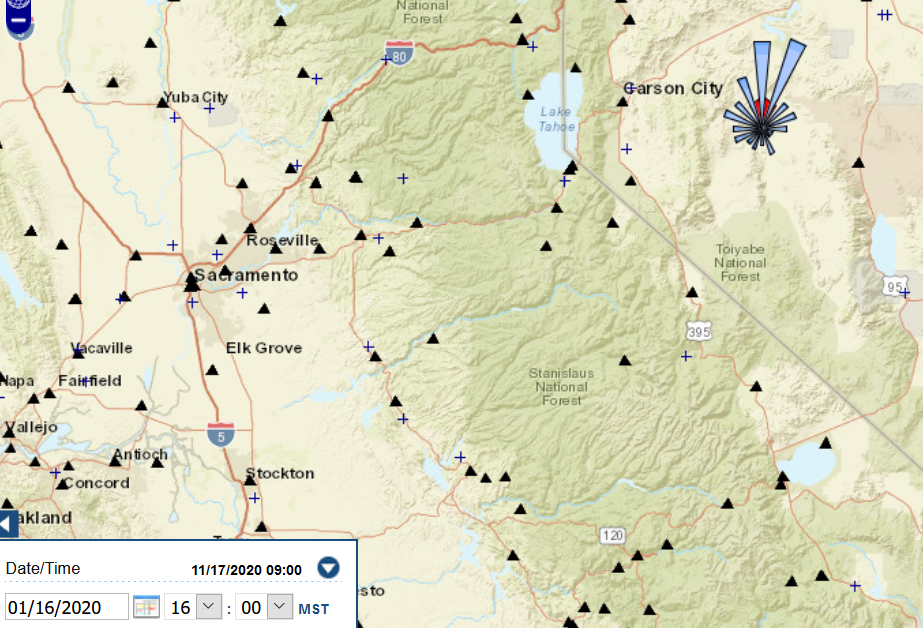 National
Forest
80
Yuba City
Carson City
Lake
Tahoe
Roseville
Toiyabe
National
Forest
Sacramento
95
395
Vacaville
Elk Grove
Napa
Fairfield
Stanislaus
National
Forest
Vallejo
5
Antioch
Stockton
Concord
akland
120
Date/Time
11/17/2020 09:00
esto
01/16/2020
16
:
00
MST